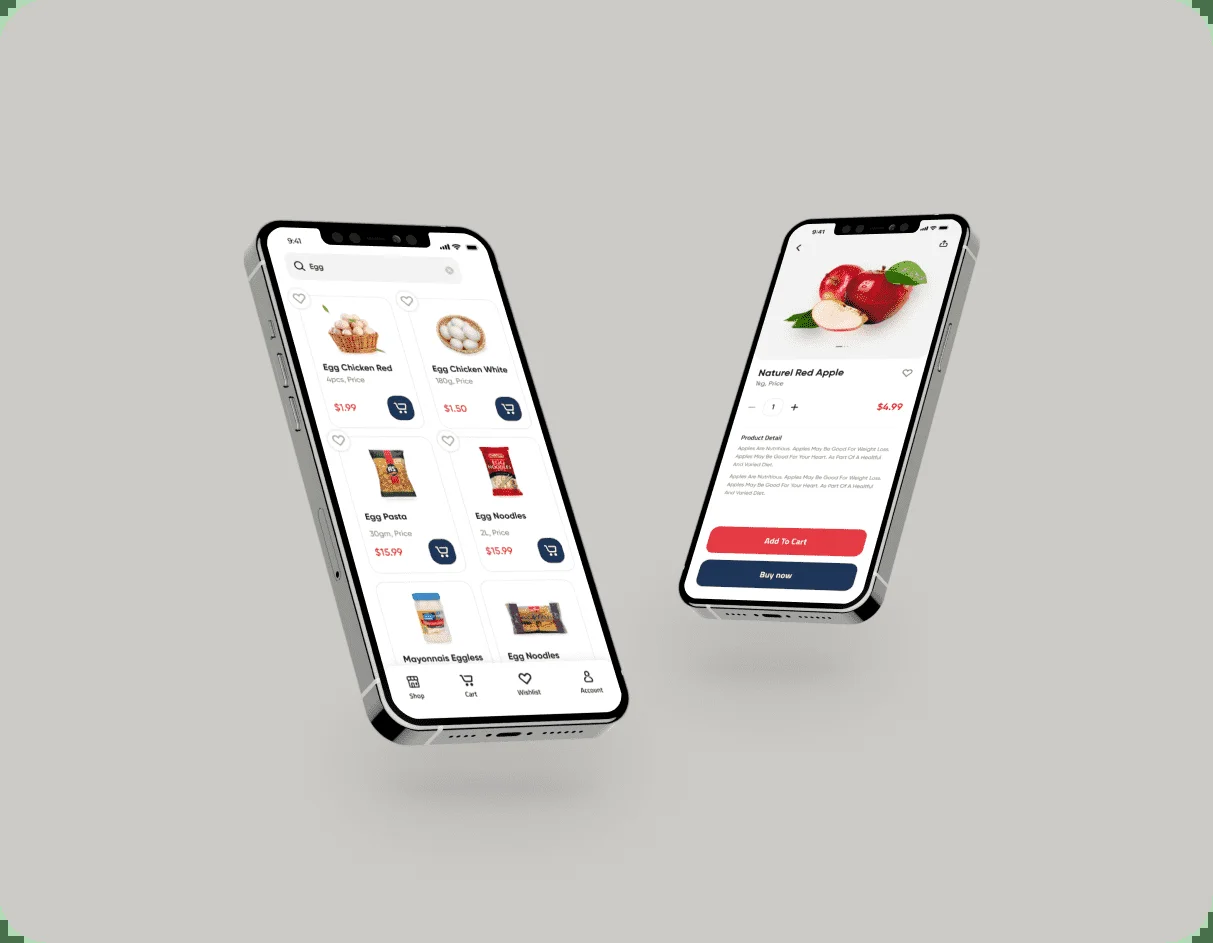 9:41
Egg
Egg Chicken Red
4pcs, Price
$1.99
Egg Chicken White
180g, Price
$1.50
EGG NOODLES
Egg Pasta
30gm, Price
$15.99
Egg Noodles
2L, Price
$15.99
Mayonnais Eggless
Egg Noodles
Shop
Cart
Wishlist
Account
9:41
Naturel Red Apple
1kg, Price
1
$4.99
Product Detail
Apples Are Nutritious. Apples May Be Good For Weight Loss.
Apples May Be Good For Your Heart. As Part Of A Healtful
And Varied Diet.
Apples Are Nutritious. Apples May Be Good For Weight Loss.
Apples May Be Good For Your Heart. As Part Of A Healtful
And Varied Diet.
Add To Cart
Buy now